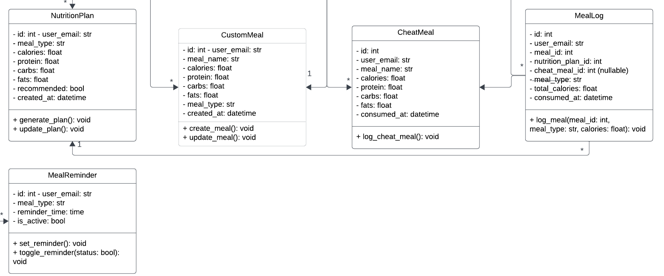 NutritionPlan
- id: int - user_email: str
- meal_type: str
- calories: float
- protein: float
- carbs: float
- fats: float
- recommended: bool
- created_at: datetime
+ generate_plan(): void
+ update_plan(): void
*
CustomMeal
- id: int - user_email: str
- meal_name: str
- calories: float
- protein: float
- carbs: float
- fats: float
- meal_type: str
- created_at: datetime
+ create_meal(): void
+ update_meal(): void
*
1
CheatMeal
- id: int
- user_email: str
- meal_name: str
- calories: float
- protein: float
- carbs: float
- fats: float
- consumed_at: datetime
+ log_cheat_meal(): void
*
*
MealLog
- id: int
- user_email: str
- meal_id: int
- nutrition_plan_id: int
- cheat_meal_id: int (nullable)
- meal_type: str
- total_calories: float
- consumed_at: datetime
+ log_meal(meal_id: int,
meal_type: str, calories: float): void
1
*
MealReminder
- id: int - user_email: str
- meal_type: str
- reminder_time: time
- is_active: bool
+ set_reminder(): void
+ toggle_reminder(status: bool):
void
*